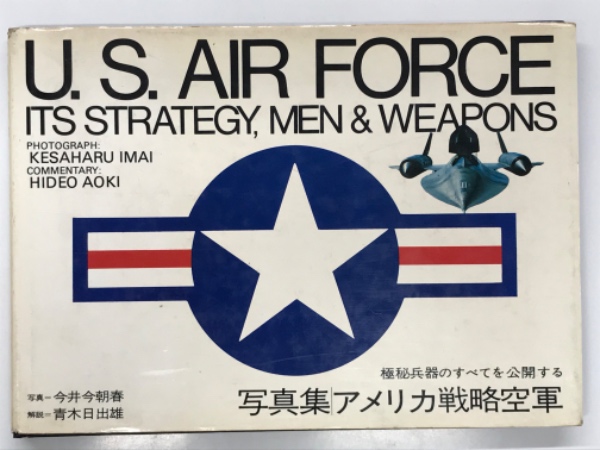 U.S. AIR FORCE
ITS STRATEGY, MEN & WEAPONS
PHOTOGRAPH:
KESAHARU IMAI
COMMENTARY:
HIDEO AOKI
極秘兵器のすべてを公開する
写真=今井今朝春
解説=青木日出雄
写真集|アメリカ戦略空軍